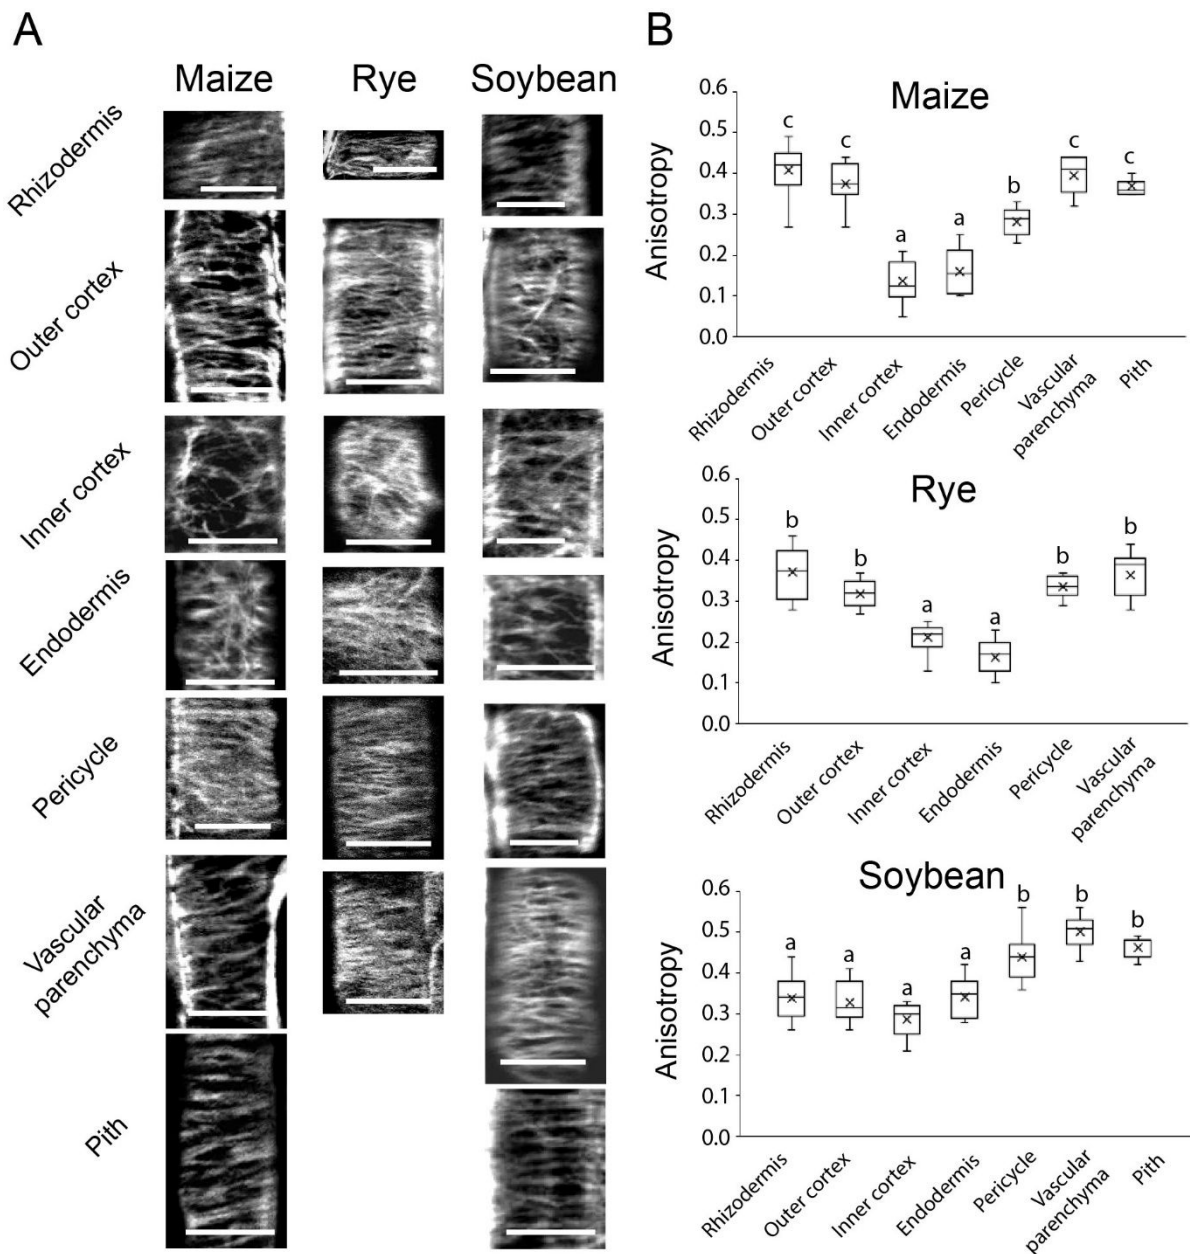 A
Maize
Rye
Soybean
Rhizodermis
Outer cortex
Inner cortex
Endodermis
Pericycle
Vascular
parenchyma
Pith
B
Maize
Anisotropy
0.6
0.5
0.4
0.3
0.2
0.1
0.0
c
c
a
a
b
c
c
Rhizodermis
Outer cortex
Inner cortex
Endodermis
Pericycle
Vascular
parenchyma
Pith
Rye
Anisotropy
0.6
0.5
0.4
0.3
0.2
0.1
0.0
b
b
a
a
b
b
Rhizodermis
Outer cortex
Inner cortex
Endodermis
Pericycle
Vascular
parenchyma
Soybean
Anisotropy
0.6
0.5
0.4
0.3
0.2
0.1
0.0
a
a
a
a
b
b
b
Rhizodermis
Outer cortex
Inner cortex
Endodermis
Pericycle
Vascular
parenchyma
Pith